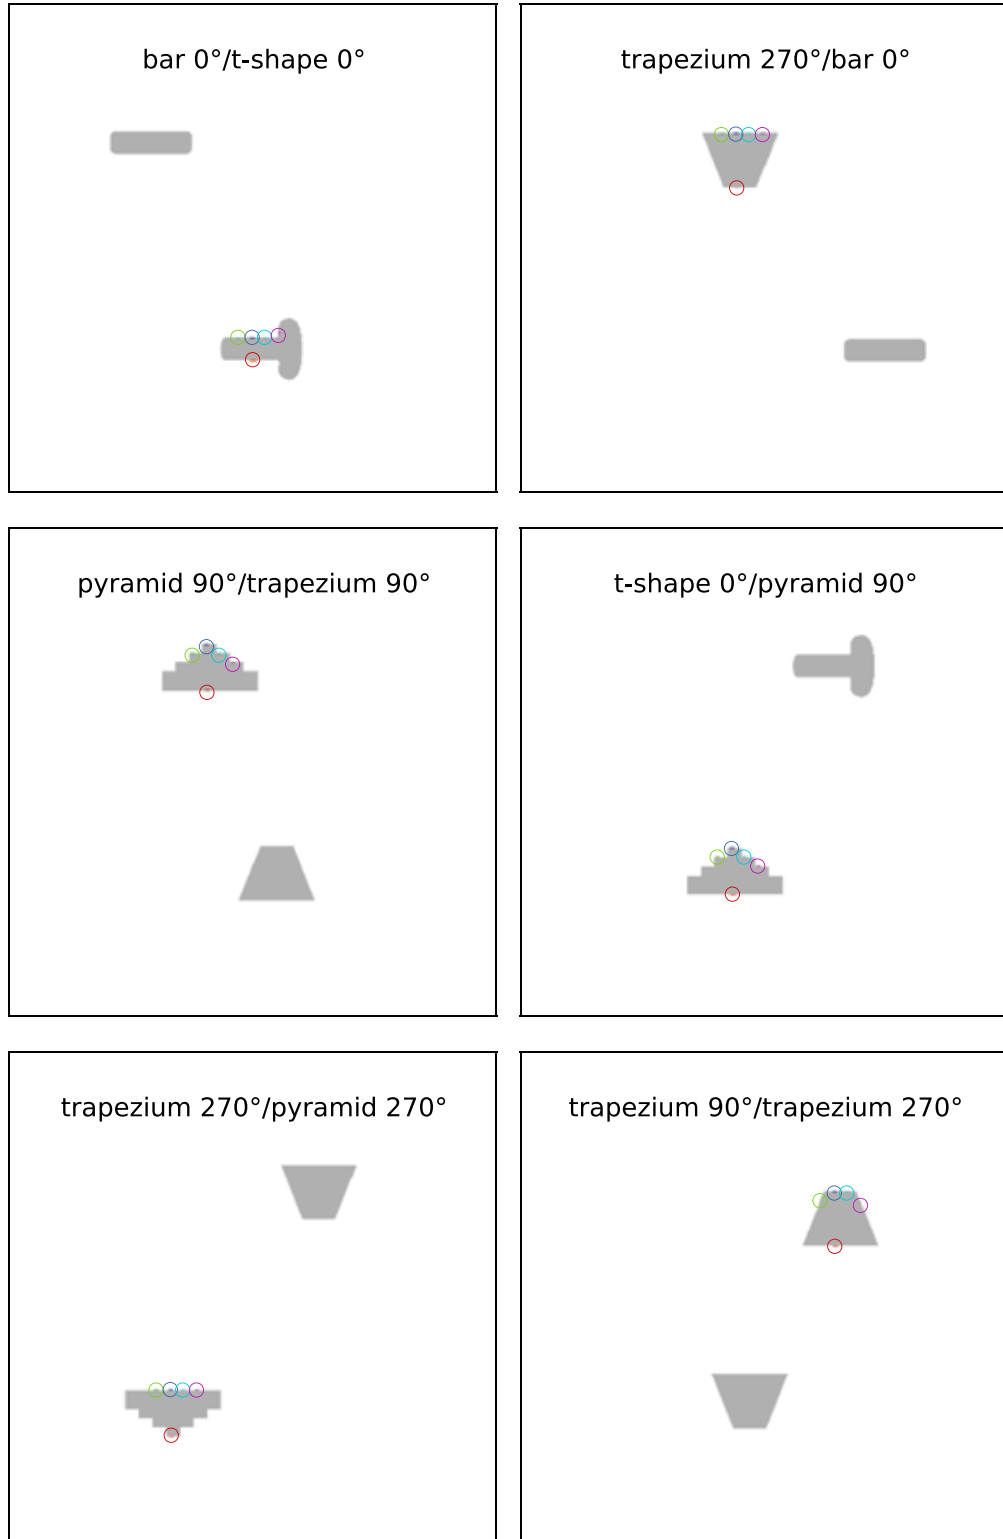 bar 0°/t-shape 0°
trapezium 270°/bar 0°
pyramid 90°/trapezium 90°
t-shape 0°/pyramid 90°
trapezium 270°/pyramid 270°
trapezium 90°/trapezium 270°